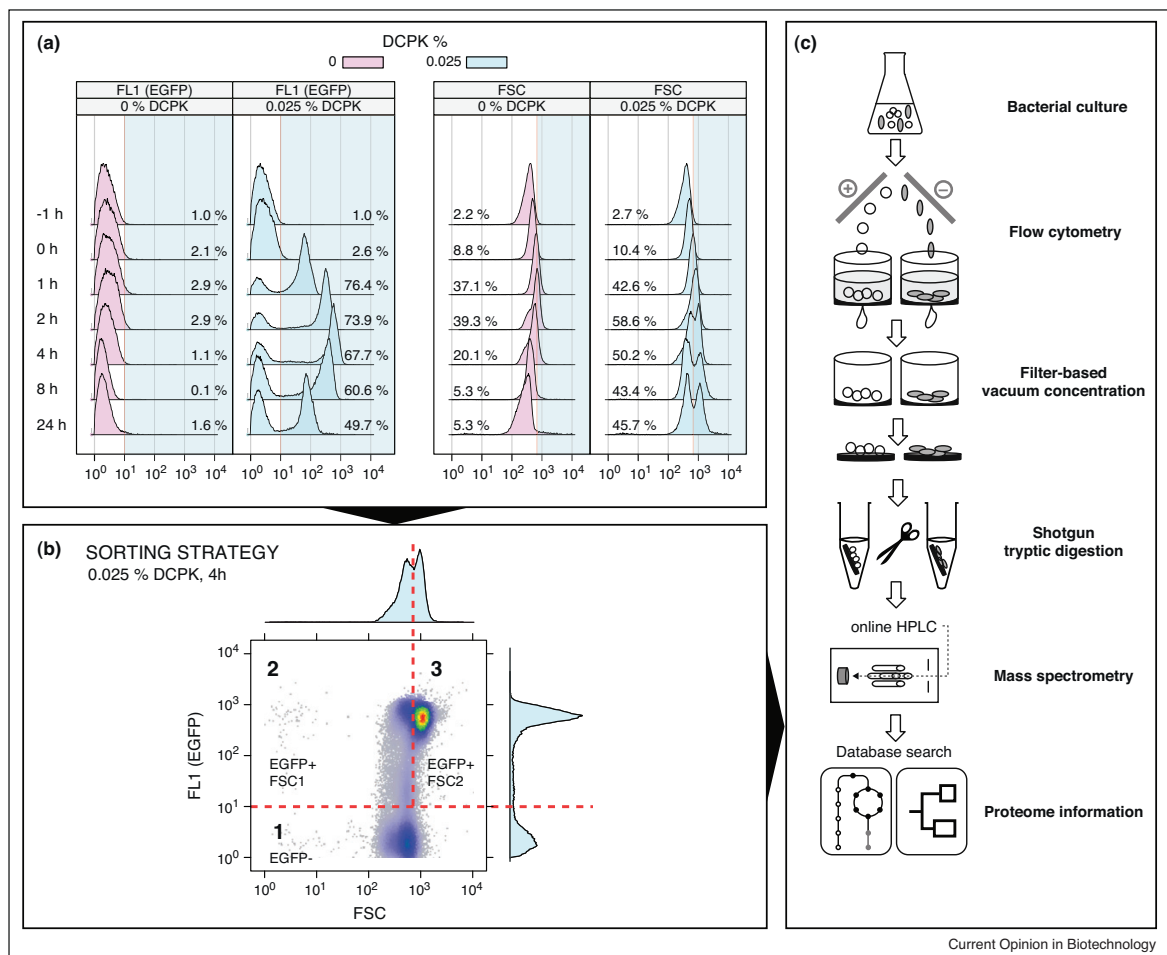 (a)
DCPK %
0
0.025
FL1 (EGFP)
FL1 (EGFP)
FSC
FSC
0 % DCPK
0.025 % DCPK
0 % DCPK
0.025 % DCPK
-1 h 1.0 % 1.0 % 2.2 % 2.7 %
0 h 2.1 % 2.6 % 8.8 % 10.4 %
1 h 2.9 % 76.4 % 37.1 % 42.6 %
2 h 2.9 % 73.9 % 39.3 % 58.6 %
4 h 1.1 % 67.7 % 20.1 % 50.2 %
8 h 0.1 % 60.6 % 5.3 % 43.4 %
24 h 1.6 % 49.7 % 5.3 % 45.7 %
10⁰ 10¹ 10² 10³ 10⁴ 10⁰ 10¹ 10² 10³ 10⁴ 10⁰ 10¹ 10² 10³ 10⁴ 10⁰ 10¹ 10² 10³ 10⁴
(b) SORTING STRATEGY
0.025 % DCPK, 4h
FL1 (EGFP)
10⁴
10³
10²
10¹
10⁰
2
3
EGFP+
FSC1
EGFP+
FSC2
1
EGFP-
10⁰ 10¹ 10² 10³ 10⁴
FSC
(c)
Bacterial culture
+
−
Flow cytometry
Filter-based
vacuum concentration
Shotgun
tryptic digestion
online HPLC
Mass spectrometry
Database search
Proteome information
Current Opinion in Biotechnology